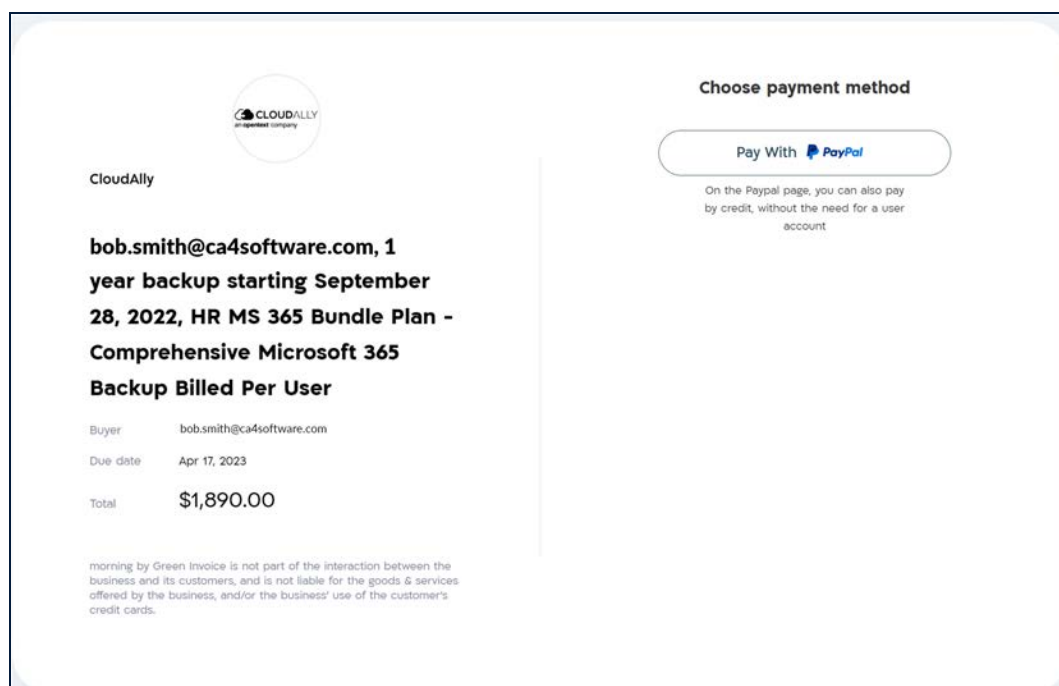 CLOUDALLY
an opentext company
CloudAlly
bob.smith@ca4software.com, 1
year backup starting September
28, 2022, HR MS 365 Bundle Plan -
Comprehensive Microsoft 365
Backup Billed Per User
Buyer bob.smith@ca4software.com
Due date Apr 17, 2023
Total $1,890.00
morning by Green Invoice is not part of the interaction between the
business and its customers, and is not liable for the goods & services
offered by the business, and/or the business' use of the customer's
credit cards.
Choose payment method
Pay With PayPal
On the Paypal page, you can also pay
by credit, without the need for a user
account